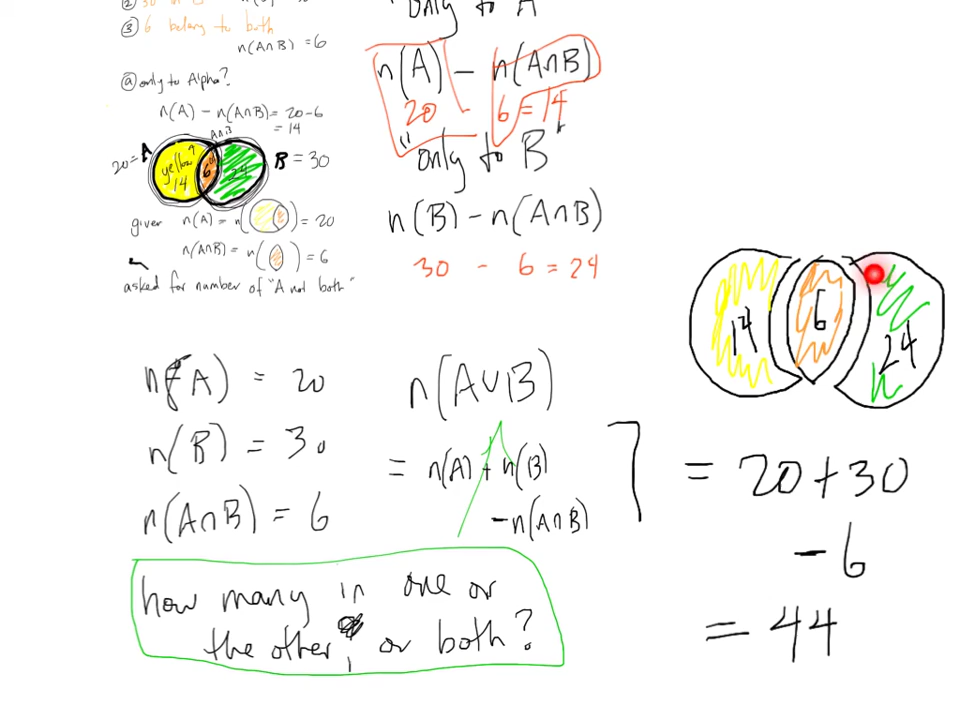 ③ 6 belong to both
n(A∩B) = 6
ⓐ only to Alpha?
n(A) - n(A∩B) = 20-6
= 14
A∩B
20 = A
yellow
14
6
24
B = 30
given n(A) = n( ) = 20
n(A∩B) = n( ) = 6
asked for number of "A not both"
"only to A
n(A) - n(A∩B)
20 - 6 = 14
"only to B
n(B) - n(A∩B)
30 - 6 = 24
14 6 24
n(A) = 20
n(B) = 30
n(A∩B) = 6
n(A∪B)
= n(A) + n(B)
-n(A∩B)
= 20+30
- 6
= 44
how many in one or
the other, or both?